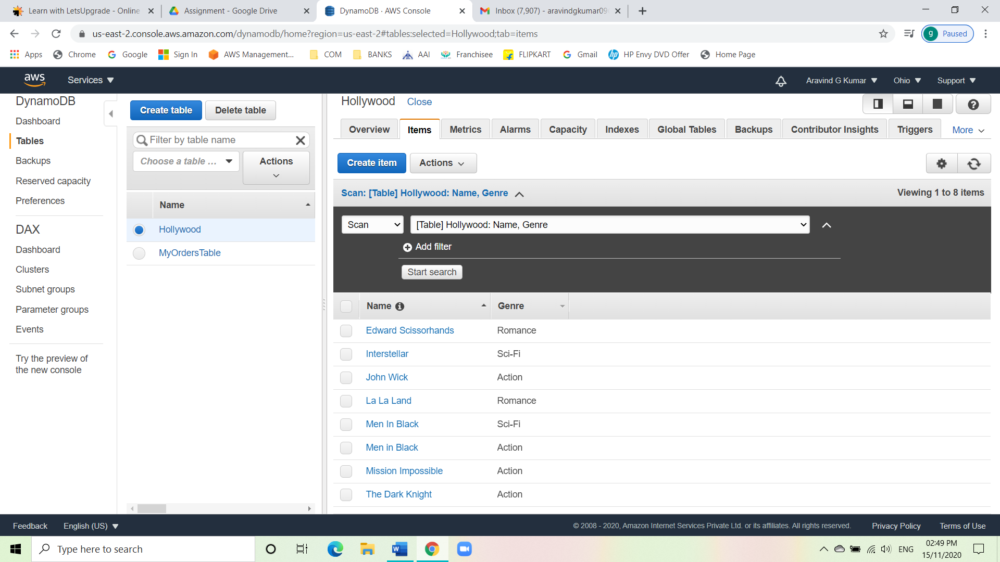 Learn with LetsUpgrade - Online
Assignment - Google Drive
DynamoDB · AWS Console
Inbox (7,907) - aravindgkumar09
us-east-2.console.aws.amazon.com/dynamodb/home?region=us-east-2#tables:selected=Hollywood;tab=items
g Paused
Apps Chrome Google Sign In AWS Management... COM BANKS AAI Franchisee FLIPKART Gmail HP Envy DVD Offer Home Page
aws Services Aravind G Kumar Ohio Support
DynamoDB
Dashboard
Tables
Backups
Reserved capacity
Preferences
DAX
Dashboard
Clusters
Subnet groups
Parameter groups
Events
Try the preview of
the new console
Create table Delete table
Filter by table name
Choose a table ... Actions
Name
Hollywood
MyOrdersTable
Hollywood Close
Overview Items Metrics Alarms Capacity Indexes Global Tables Backups Contributor Insights Triggers More
Create item Actions
Scan: [Table] Hollywood: Name, Genre Viewing 1 to 8 items
Scan [Table] Hollywood: Name, Genre
Add filter
Start search
Name Genre
Edward Scissorhands Romance
Interstellar Sci-Fi
John Wick Action
La La Land Romance
Men In Black Sci-Fi
Men in Black Action
Mission Impossible Action
The Dark Knight Action
Feedback English (US) © 2008 - 2020, Amazon Internet Services Private Ltd. or its affiliates. All rights reserved. Privacy Policy Terms of Use
Type here to search
ENG
02:49 PM
15/11/2020